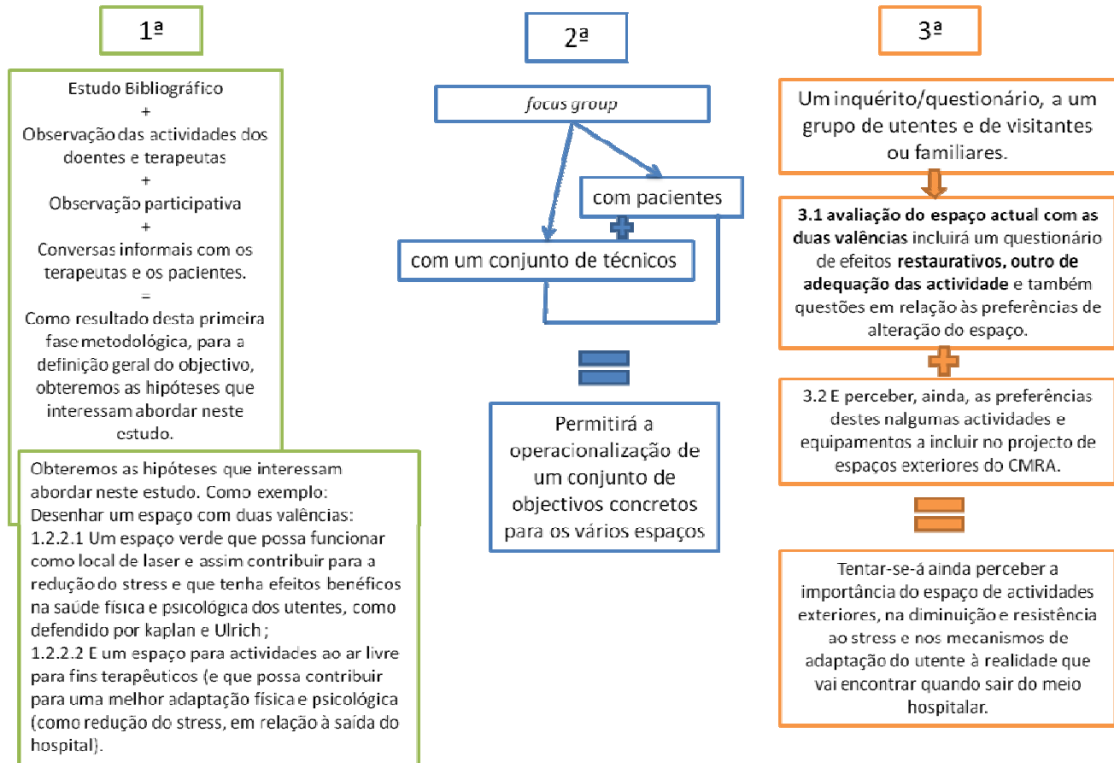 1ª
Estudo Bibliográfico
+
Observação das actividades dos
doentes e terapeutas
+
Observação participativa
+
Conversas informais com os
terapeutas e os pacientes.
=
Como resultado desta primeira
fase metodológica, para a
definição geral do objectivo,
obteremos as hipóteses que
interessam abordar neste
estudo.
Obteremos as hipóteses que interessam
abordar neste estudo. Como exemplo:
Desenhar um espaço com duas valências:
1.2.2.1 Um espaço verde que possa funcionar
como local de laser e assim contribuir para a
redução do stress e que tenha efeitos benéficos
na saúde física e psicológica dos utentes, como
defendido por kaplan e Ulrich ;
1.2.2.2 E um espaço para actividades ao ar livre
para fins terapêuticos (e que possa contribuir
para uma melhor adaptação física e psicológica
(como redução do stress, em relação à saída do
hospital).
2ª
focus group
com pacientes
com um conjunto de técnicos
Permitirá a
operacionalização de
um conjunto de
objectivos concretos
para os vários espaços
3ª
Um inquérito/questionário, a um
grupo de utentes e de visitantes
ou familiares.
3.1 avaliação do espaço actual com as
duas valências incluirá um questionário
de efeitos restaurativos, outro de
adequação das actividade e também
questões em relação às preferências de
alteração do espaço.
3.2 E perceber, ainda, as preferências
destes nalgumas actividades e
equipamentos a incluir no projecto de
espaços exteriores do CMRA.
Tentar-se-á ainda perceber a
importância do espaço de actividades
exteriores, na diminuição e resistência
ao stress e nos mecanismos de
adaptação do utente à realidade que
vai encontrar quando sair do meio
hospitalar.